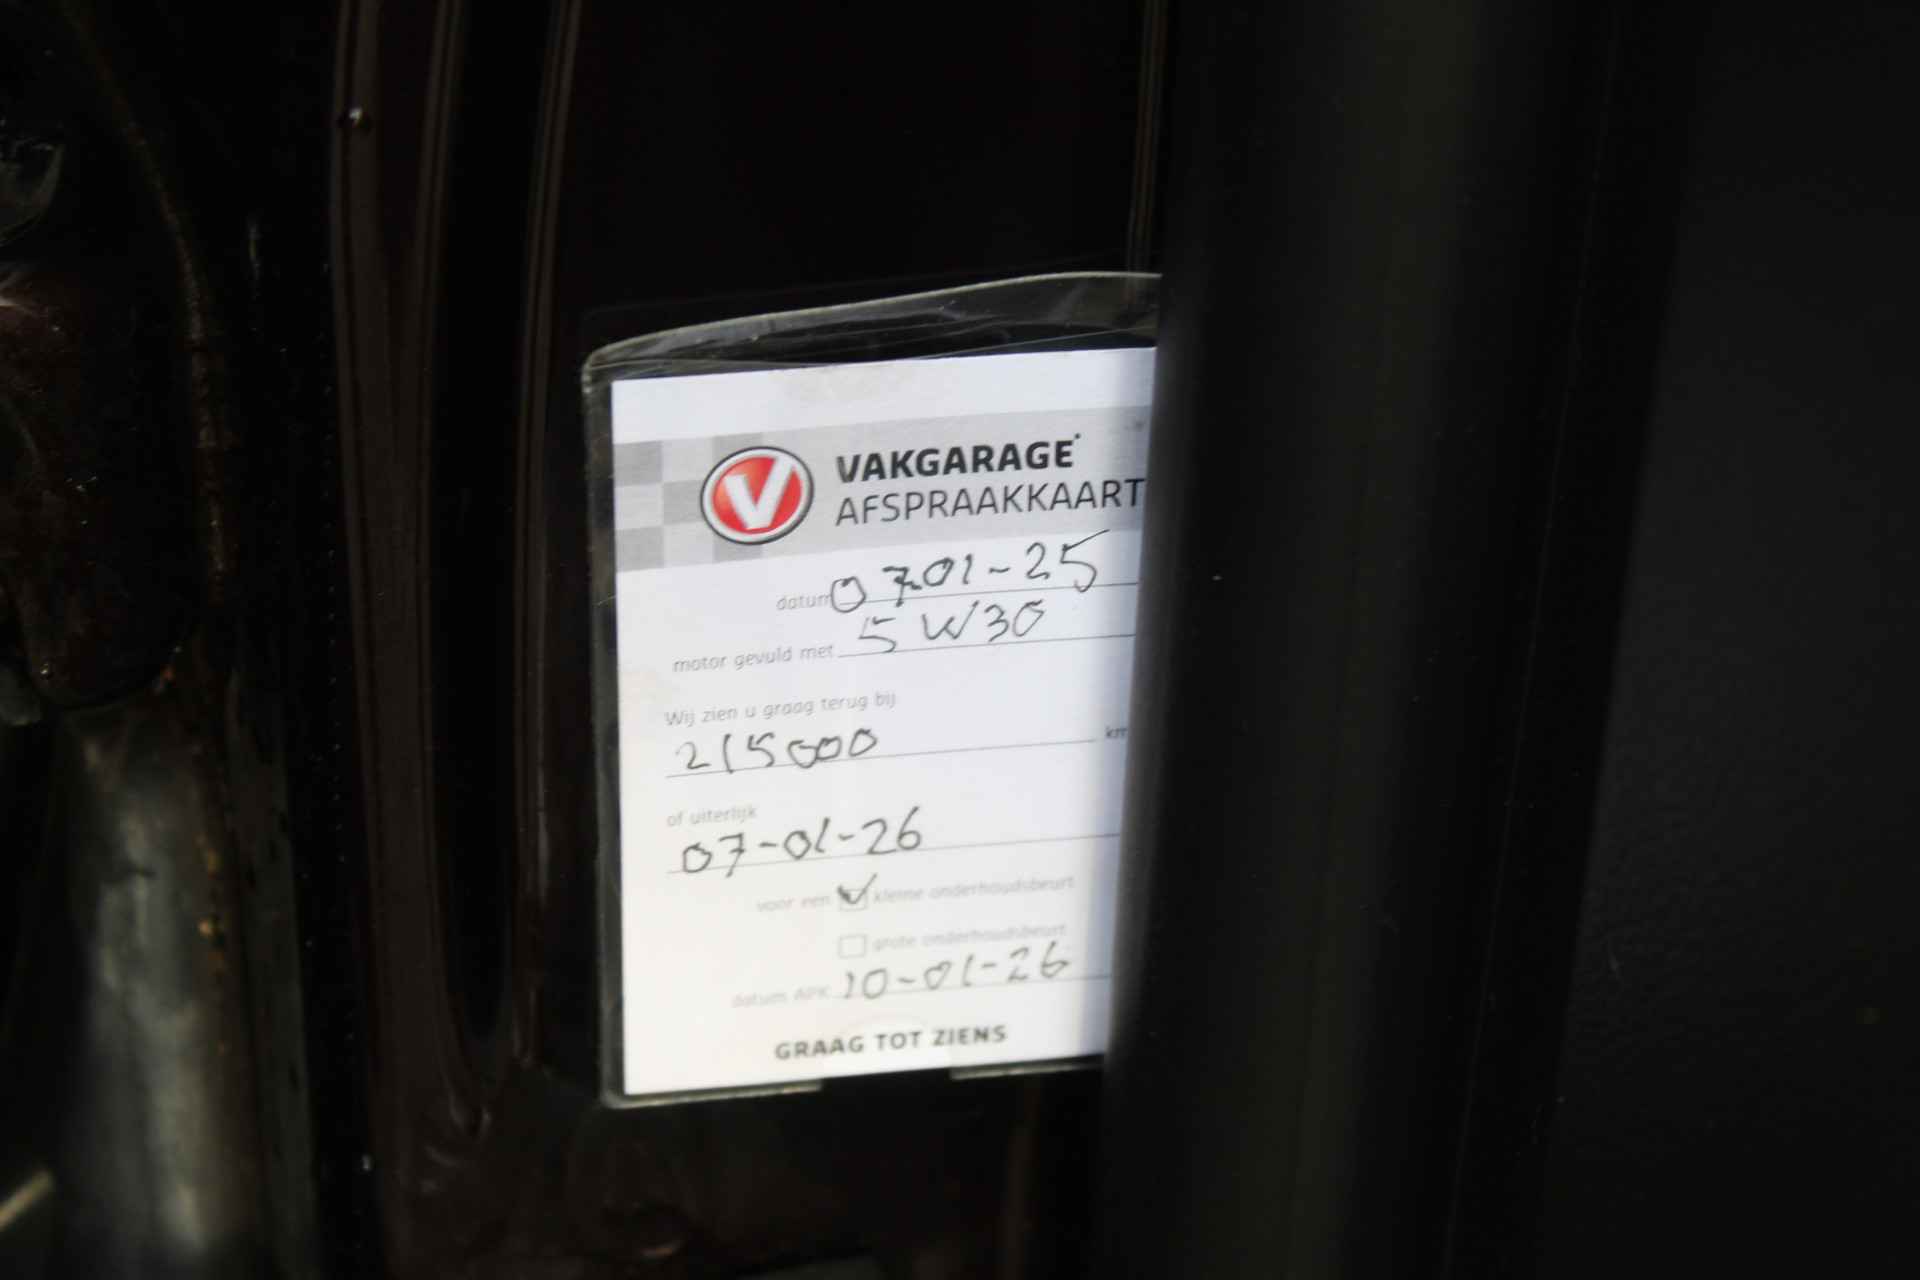 VAKGARAGE
AFSPRAAKKAART
datum 07-01-25
motor gevuld met 5W30
Wij zien u graag terug bij
215000 km
of uiterlijk
07-01-26
voor een kleine onderhoudsbeurt
grote onderhoudsbeurt
datum APK 10-01-26
GRAAG TOT ZIENS